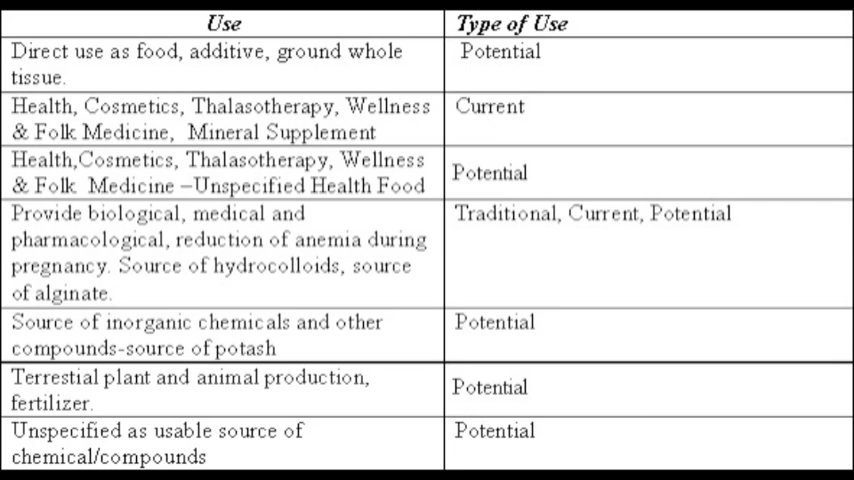 Use Type of Use
Direct use as food, additive, ground whole Potential
tissue.
Health, Cosmetics, Thalasotherapy, Wellness Current
& Folk Medicine, Mineral Supplement
Health,Cosmetics, Thalasotherapy, Wellness
& Folk Medicine –Unspecified Health Food
Potential
Provide biological, medical and Traditional, Current, Potential
pharmacological, reduction of anemia during
pregnancy. Source of hydrocolloids, source
of alginate.
Source of inorganic chemicals and other Potential
compounds-source of potash
Terrestial plant and animal production,
fertilizer.
Potential
Unspecified as usable source of Potential
chemical/compounds